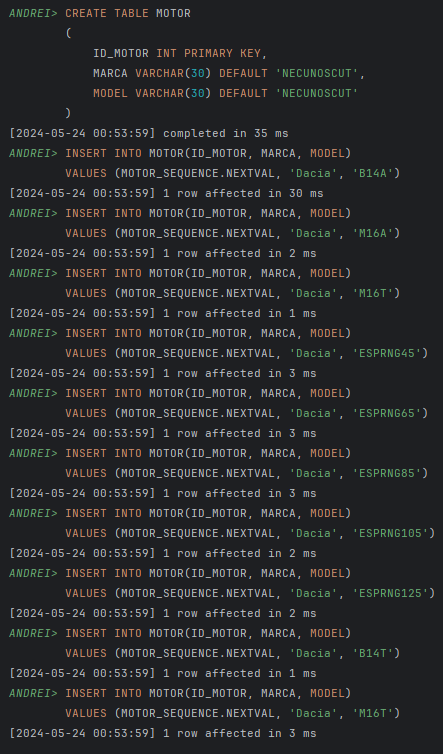 ANDREI> CREATE TABLE MOTOR
(
ID_MOTOR INT PRIMARY KEY,
MARCA VARCHAR(30) DEFAULT 'NECUNOSCUT',
MODEL VARCHAR(30) DEFAULT 'NECUNOSCUT'
)
[2024-05-24 00:53:59] completed in 35 ms
ANDREI> INSERT INTO MOTOR(ID_MOTOR, MARCA, MODEL)
VALUES (MOTOR_SEQUENCE.NEXTVAL, 'Dacia', 'B14A')
[2024-05-24 00:53:59] 1 row affected in 30 ms
ANDREI> INSERT INTO MOTOR(ID_MOTOR, MARCA, MODEL)
VALUES (MOTOR_SEQUENCE.NEXTVAL, 'Dacia', 'M16A')
[2024-05-24 00:53:59] 1 row affected in 2 ms
ANDREI> INSERT INTO MOTOR(ID_MOTOR, MARCA, MODEL)
VALUES (MOTOR_SEQUENCE.NEXTVAL, 'Dacia', 'M16T')
[2024-05-24 00:53:59] 1 row affected in 1 ms
ANDREI> INSERT INTO MOTOR(ID_MOTOR, MARCA, MODEL)
VALUES (MOTOR_SEQUENCE.NEXTVAL, 'Dacia', 'ESPRNG45')
[2024-05-24 00:53:59] 1 row affected in 3 ms
ANDREI> INSERT INTO MOTOR(ID_MOTOR, MARCA, MODEL)
VALUES (MOTOR_SEQUENCE.NEXTVAL, 'Dacia', 'ESPRNG65')
[2024-05-24 00:53:59] 1 row affected in 3 ms
ANDREI> INSERT INTO MOTOR(ID_MOTOR, MARCA, MODEL)
VALUES (MOTOR_SEQUENCE.NEXTVAL, 'Dacia', 'ESPRNG85')
[2024-05-24 00:53:59] 1 row affected in 3 ms
ANDREI> INSERT INTO MOTOR(ID_MOTOR, MARCA, MODEL)
VALUES (MOTOR_SEQUENCE.NEXTVAL, 'Dacia', 'ESPRNG105')
[2024-05-24 00:53:59] 1 row affected in 2 ms
ANDREI> INSERT INTO MOTOR(ID_MOTOR, MARCA, MODEL)
VALUES (MOTOR_SEQUENCE.NEXTVAL, 'Dacia', 'ESPRNG125')
[2024-05-24 00:53:59] 1 row affected in 2 ms
ANDREI> INSERT INTO MOTOR(ID_MOTOR, MARCA, MODEL)
VALUES (MOTOR_SEQUENCE.NEXTVAL, 'Dacia', 'B14T')
[2024-05-24 00:53:59] 1 row affected in 1 ms
ANDREI> INSERT INTO MOTOR(ID_MOTOR, MARCA, MODEL)
VALUES (MOTOR_SEQUENCE.NEXTVAL, 'Dacia', 'M16T')
[2024-05-24 00:53:59] 1 row affected in 3 ms